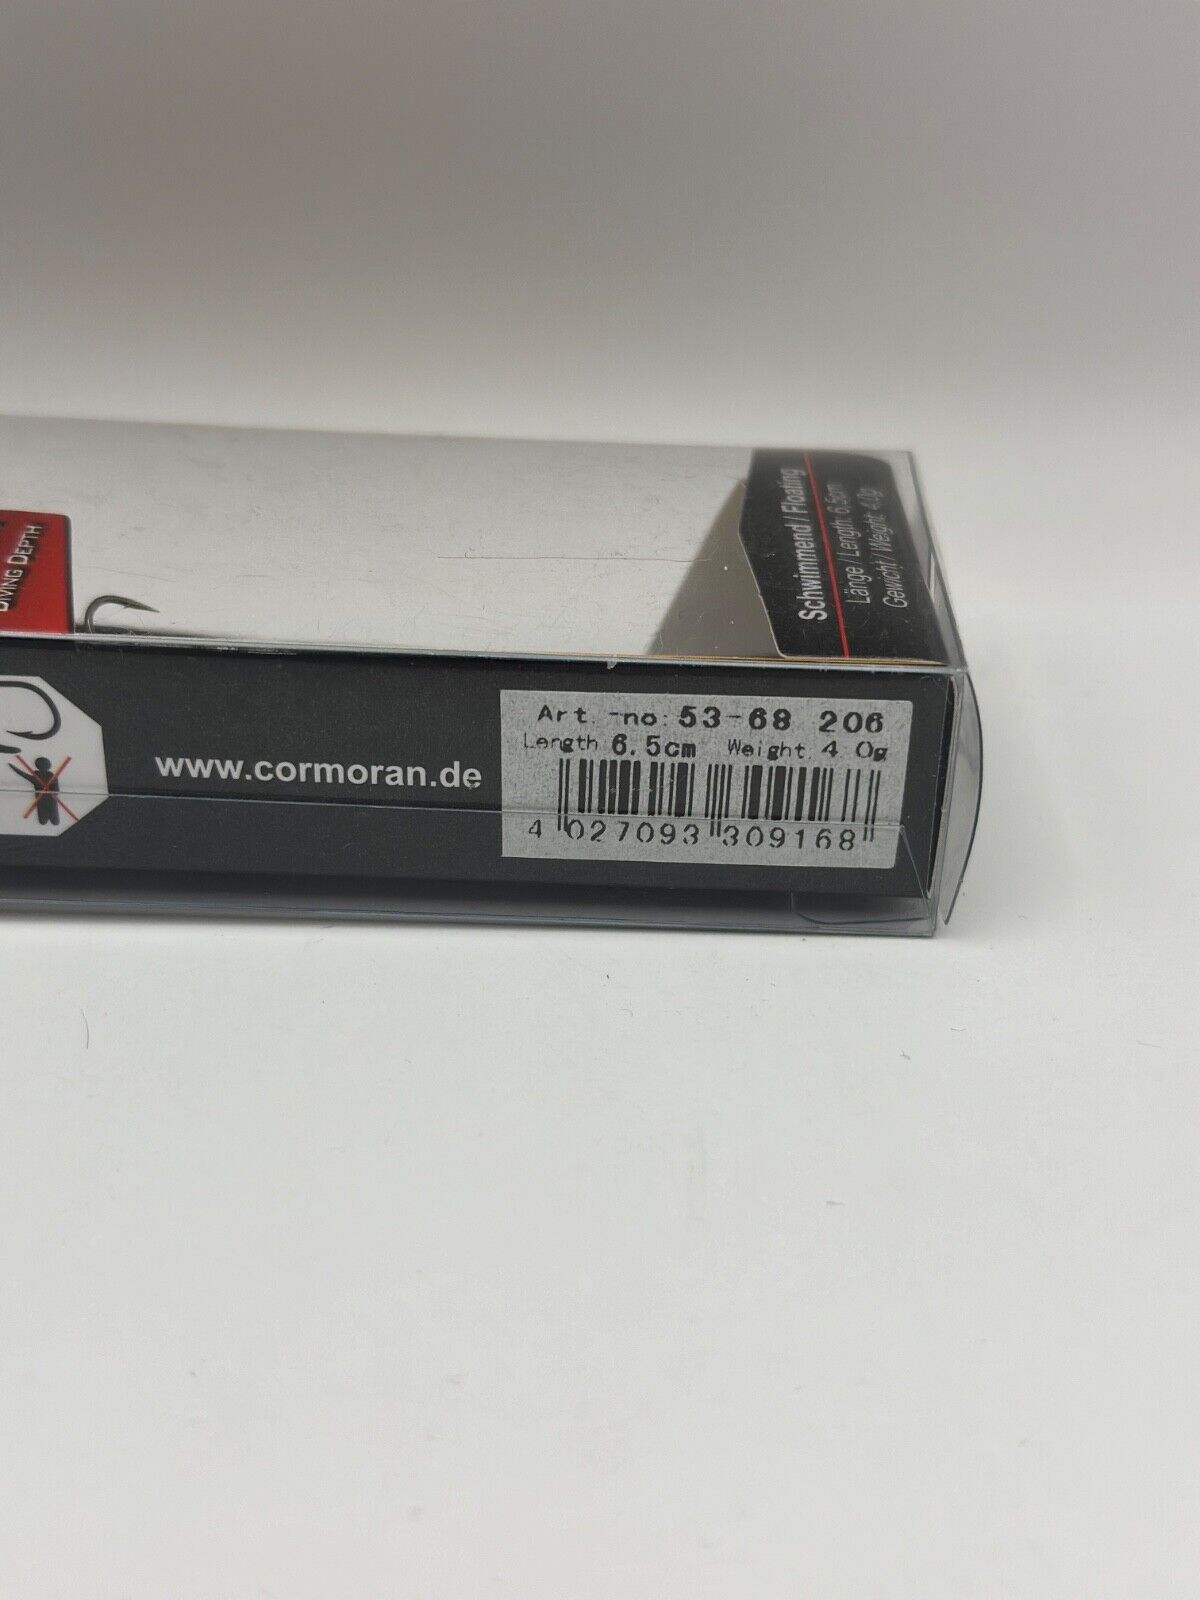 DIVING DEPTH
Schwimmend / Floating
Länge / Length: 6,5cm
Gewicht / Weight: 4,0g
www.cormoran.de
Art.-no: 53-68 206
Length 6.5cm Weight 4.0g
4 027093 309168